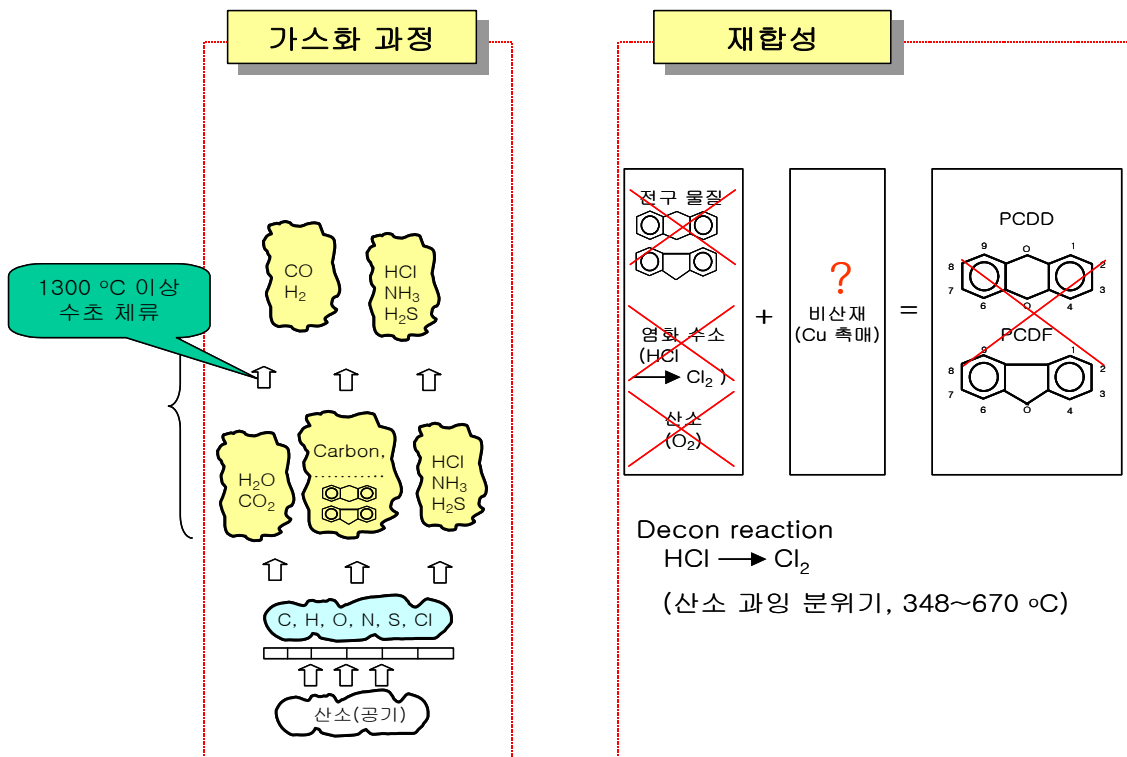 가스화 과정
CO
H₂
HCl
NH₃
H₂S
1300 ℃ 이상
수초 체류
H₂O
CO₂
Carbon,
...........
HCl
NH₃
H₂S
C, H, O, N, S, Cl
산소(공기)
재합성
전구 물질
염화 수소
(HCl
Cl₂ )
산소
(O₂)
+
?
비산재
(Cu 촉매)
=
PCDD
9 O 1
8 2
7 3
6 O 4
PCDF
9 1
8 2
7 3
6 O 4
Decon reaction
HCl → Cl₂
(산소 과잉 분위기, 348~670 ℃)